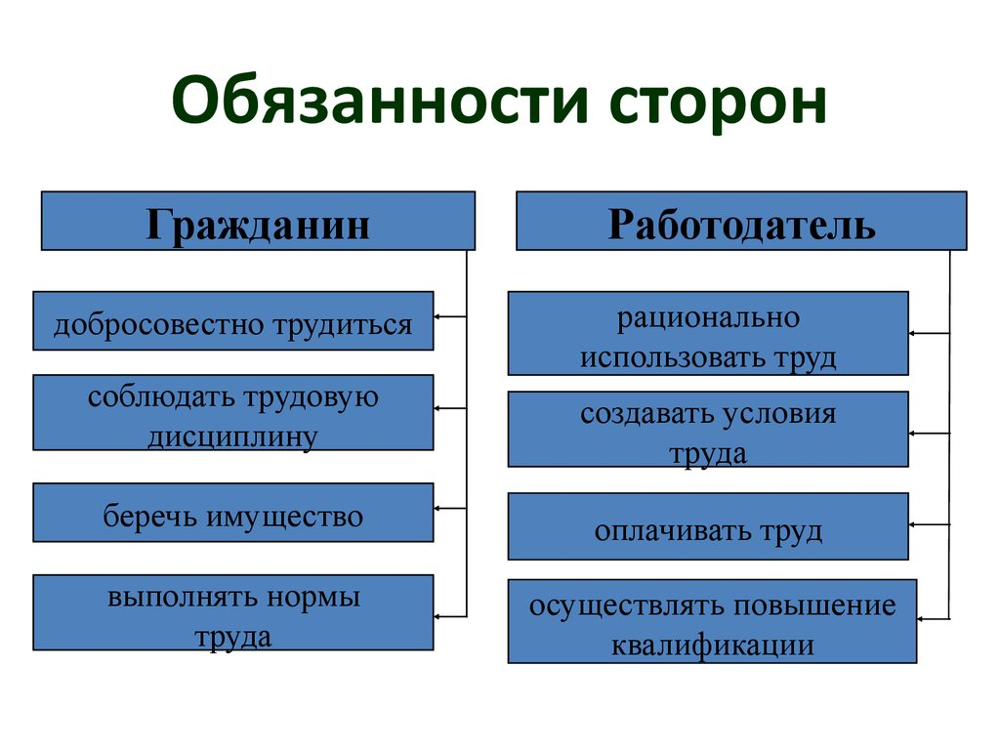 Обязанности сторон
Гражданин
добросовестно трудиться
соблюдать трудовую
дисциплину
беречь имущество
выполнять нормы
труда
Работодатель
рационально
использовать труд
создавать условия
труда
оплачивать труд
осуществлять повышение
квалификации